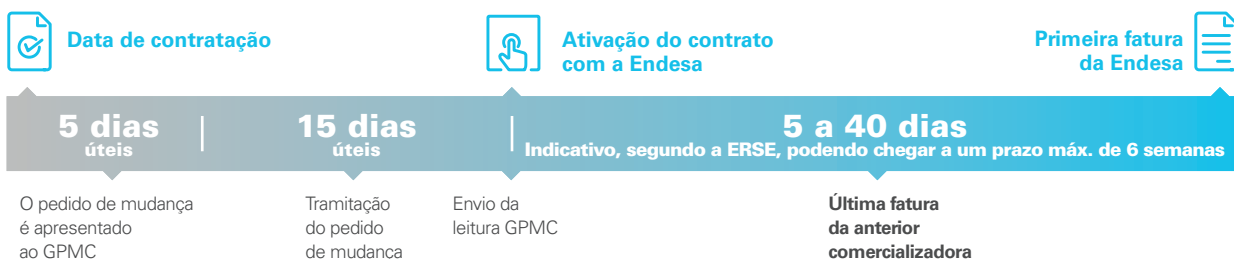 Data de contratação
Ativação do contrato
com a Endesa
Primeira fatura
da Endesa
5 dias
úteis
15 dias
úteis
5 a 40 dias
Indicativo, segundo a ERSE, podendo chegar a um prazo máx. de 6 semanas
O pedido de mudança
é apresentado
ao GPMC
Tramitação
do pedido
de mudanca
Envio da
leitura GPMC
Última fatura
da anterior
comercializadora